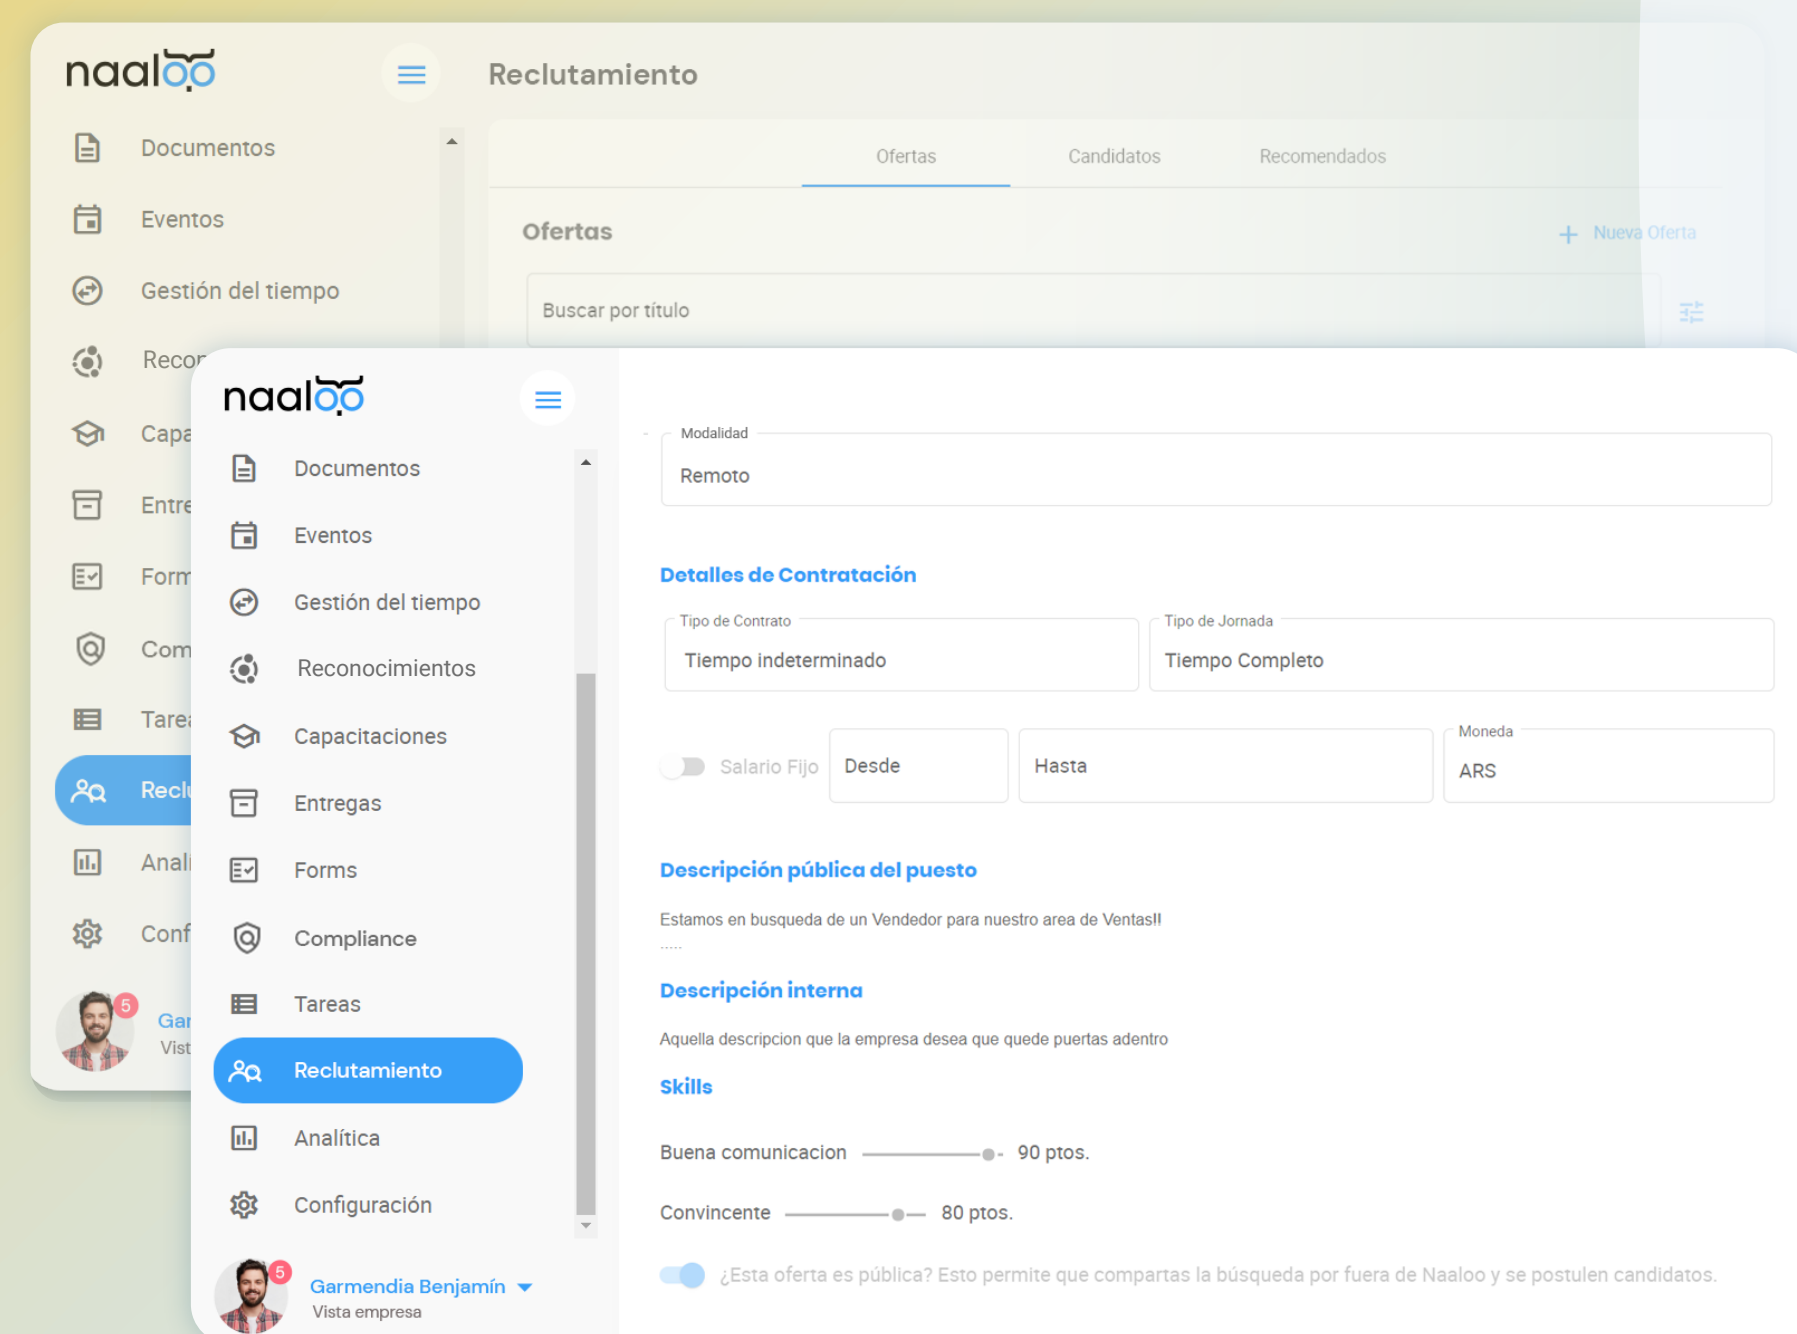 naaloo
Reclutamiento
Documentos
Eventos
Gestión del tiempo
Ofertas
Candidatos
Recomendados
Ofertas
Nueva Oferta
Buscar por título
5
naaloo
Documentos
Eventos
Gestión del tiempo
Reconocimientos
Capacitaciones
Entregas
Forms
Compliance
Tareas
Reclutamiento
Analítica
Configuración
5
Garmendia Benjamín
Vista empresa
Modalidad
Remoto
Detalles de Contratación
Tipo de Contrato
Tiempo indeterminado
Tipo de Jornada
Tiempo Completo
Salario Fijo
Desde
Hasta
Moneda
ARS
Descripción pública del puesto
Estamos en busqueda de un Vendedor para nuestro area de Ventas!!
.....
Descripción interna
Aquella descripcion que la empresa desea que quede puertas adentro
Skills
Buena comunicacion 90 ptos.
Convincente 80 ptos.
¿Esta oferta es pública? Esto permite que compartas la búsqueda por fuera de Naaloo y se postulen candidatos.